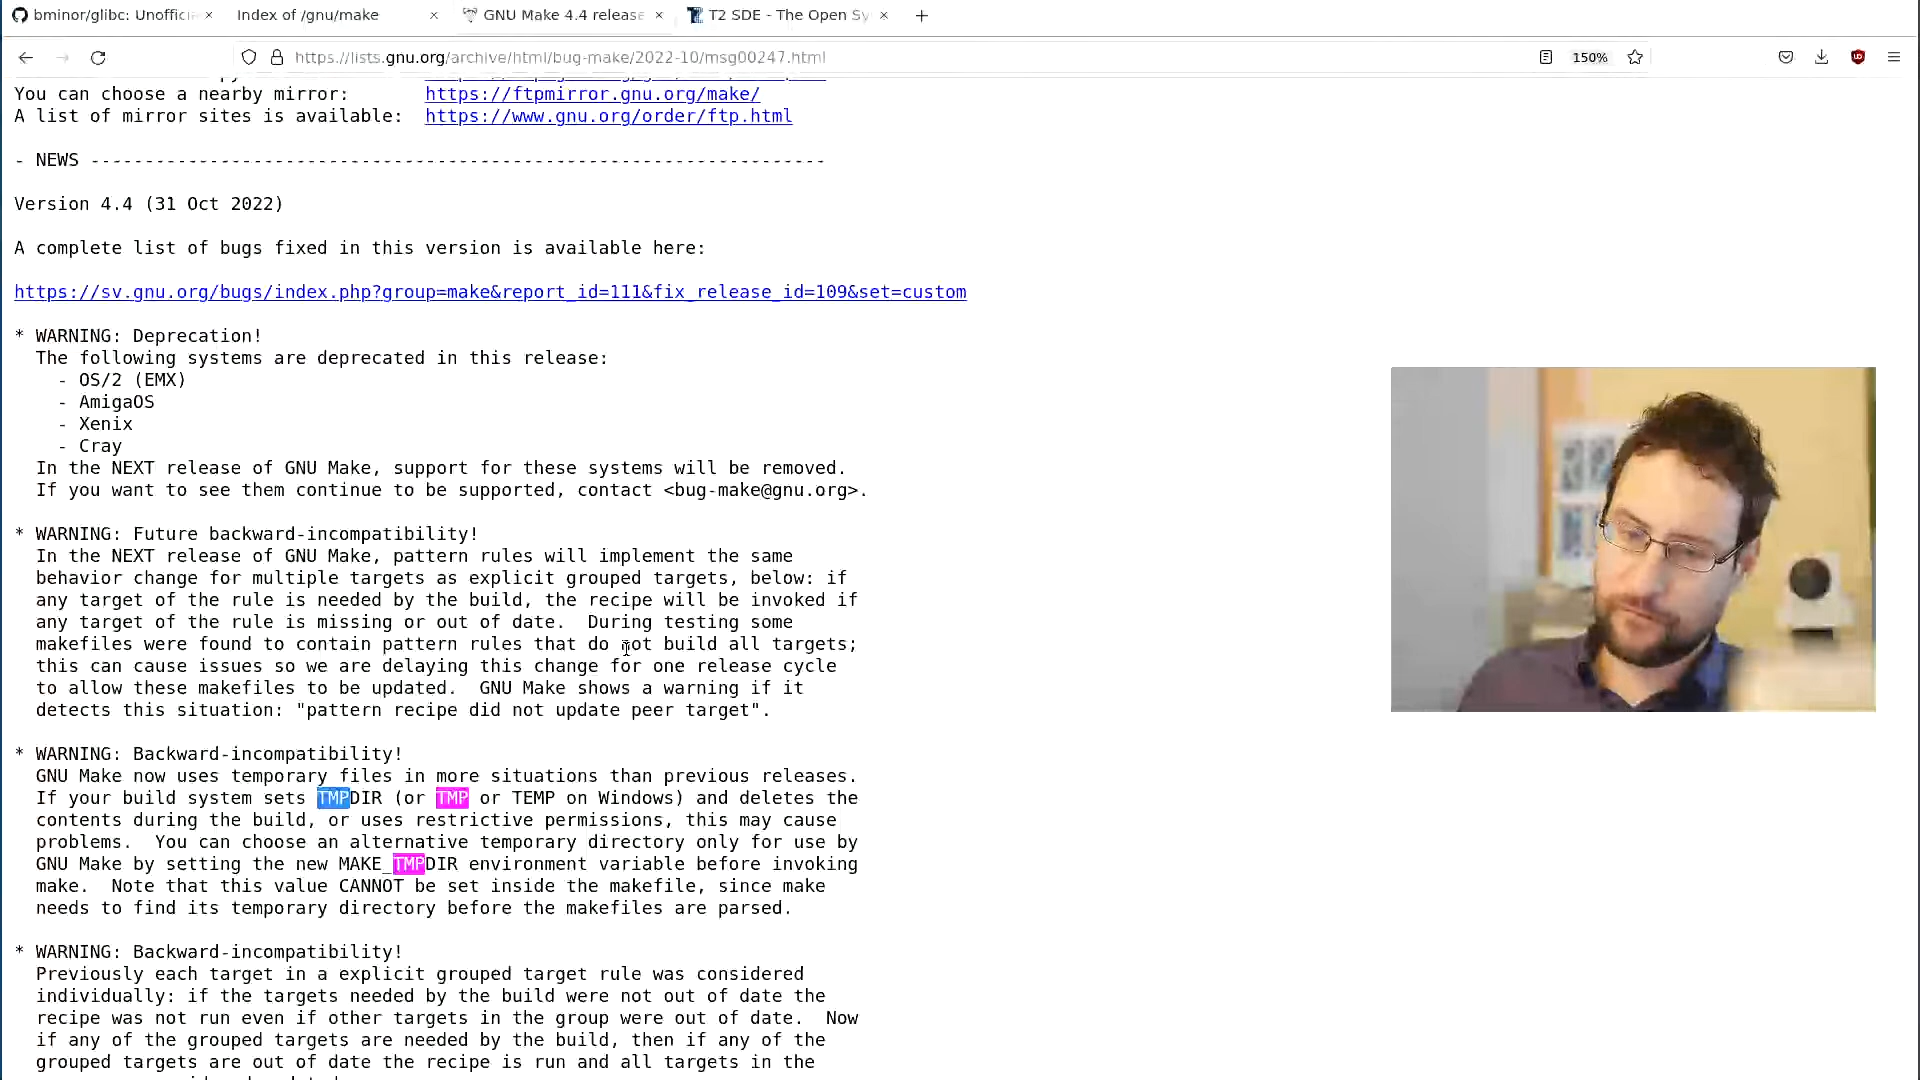 bminor/glibc: Unoffici
Index of /gnu/make
GNU Make 4.4 release
T2 SDE - The Open Sy
https://lists.gnu.org/archive/html/bug-make/2022-10/msg00247.html
150%
You can choose a nearby mirror: https://ftpmirror.gnu.org/make/
A list of mirror sites is available: https://www.gnu.org/order/ftp.html
- NEWS --------------------------------------------------------------------
Version 4.4 (31 Oct 2022)
A complete list of bugs fixed in this version is available here:
https://sv.gnu.org/bugs/index.php?group=make&report_id=111&fix_release_id=109&set=custom
* WARNING: Deprecation!
The following systems are deprecated in this release:
- OS/2 (EMX)
- AmigaOS
- Xenix
- Cray
In the NEXT release of GNU Make, support for these systems will be removed.
If you want to see them continue to be supported, contact <bug-make@gnu.org>.
* WARNING: Future backward-incompatibility!
In the NEXT release of GNU Make, pattern rules will implement the same
behavior change for multiple targets as explicit grouped targets, below: if
any target of the rule is needed by the build, the recipe will be invoked if
any target of the rule is missing or out of date.  During testing some
makefiles were found to contain pattern rules that do not build all targets;
this can cause issues so we are delaying this change for one release cycle
to allow these makefiles to be updated.  GNU Make shows a warning if it
detects this situation: "pattern recipe did not update peer target".
* WARNING: Backward-incompatibility!
GNU Make now uses temporary files in more situations than previous releases.
If your build system sets TMPDIR (or TMP or TEMP on Windows) and deletes the
contents during the build, or uses restrictive permissions, this may cause
problems.  You can choose an alternative temporary directory only for use by
GNU Make by setting the new MAKE_TMPDIR environment variable before invoking
make.  Note that this value CANNOT be set inside the makefile, since make
needs to find its temporary directory before the makefiles are parsed.
* WARNING: Backward-incompatibility!
Previously each target in a explicit grouped target rule was considered
individually: if the targets needed by the build were not out of date the
recipe was not run even if other targets in the group were out of date.  Now
if any of the grouped targets are needed by the build, then if any of the
grouped targets are out of date the recipe is run and all targets in the